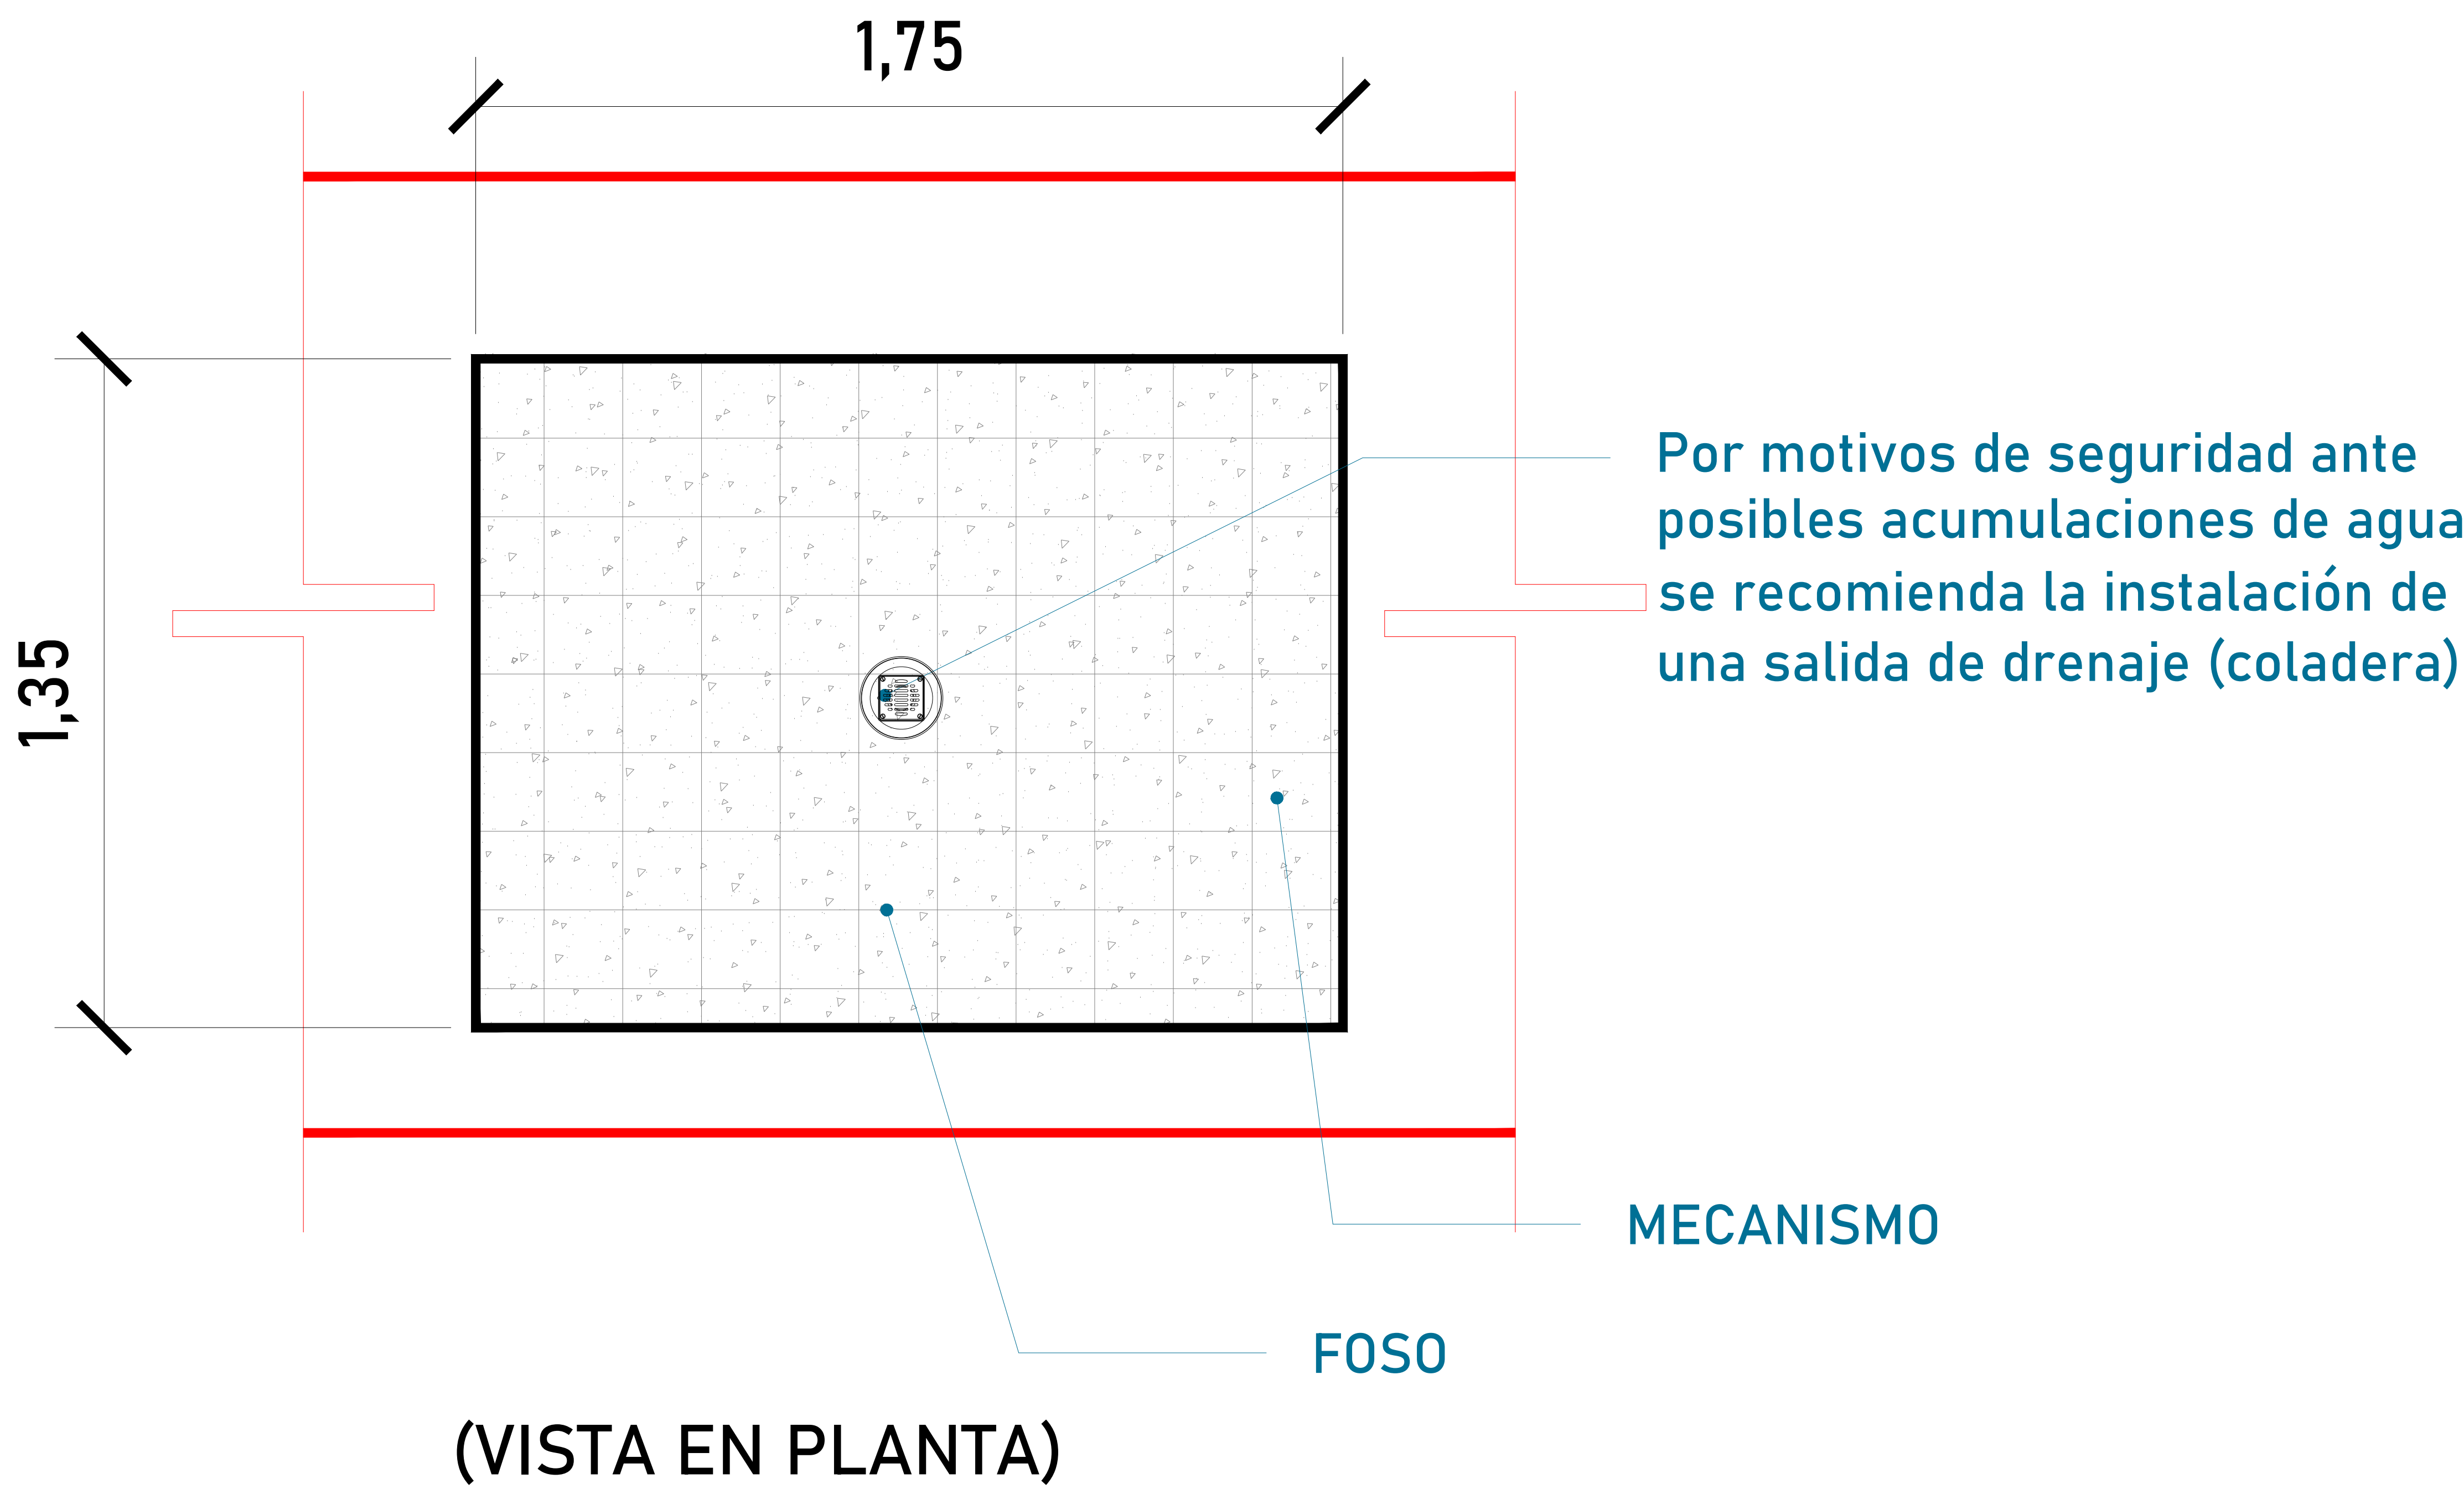 1,75
1,35
Por motivos de seguridad ante
posibles acumulaciones de agua
se recomienda la instalación de
una salida de drenaje (coladera)
MECANISMO
FOSO
(VISTA EN PLANTA)